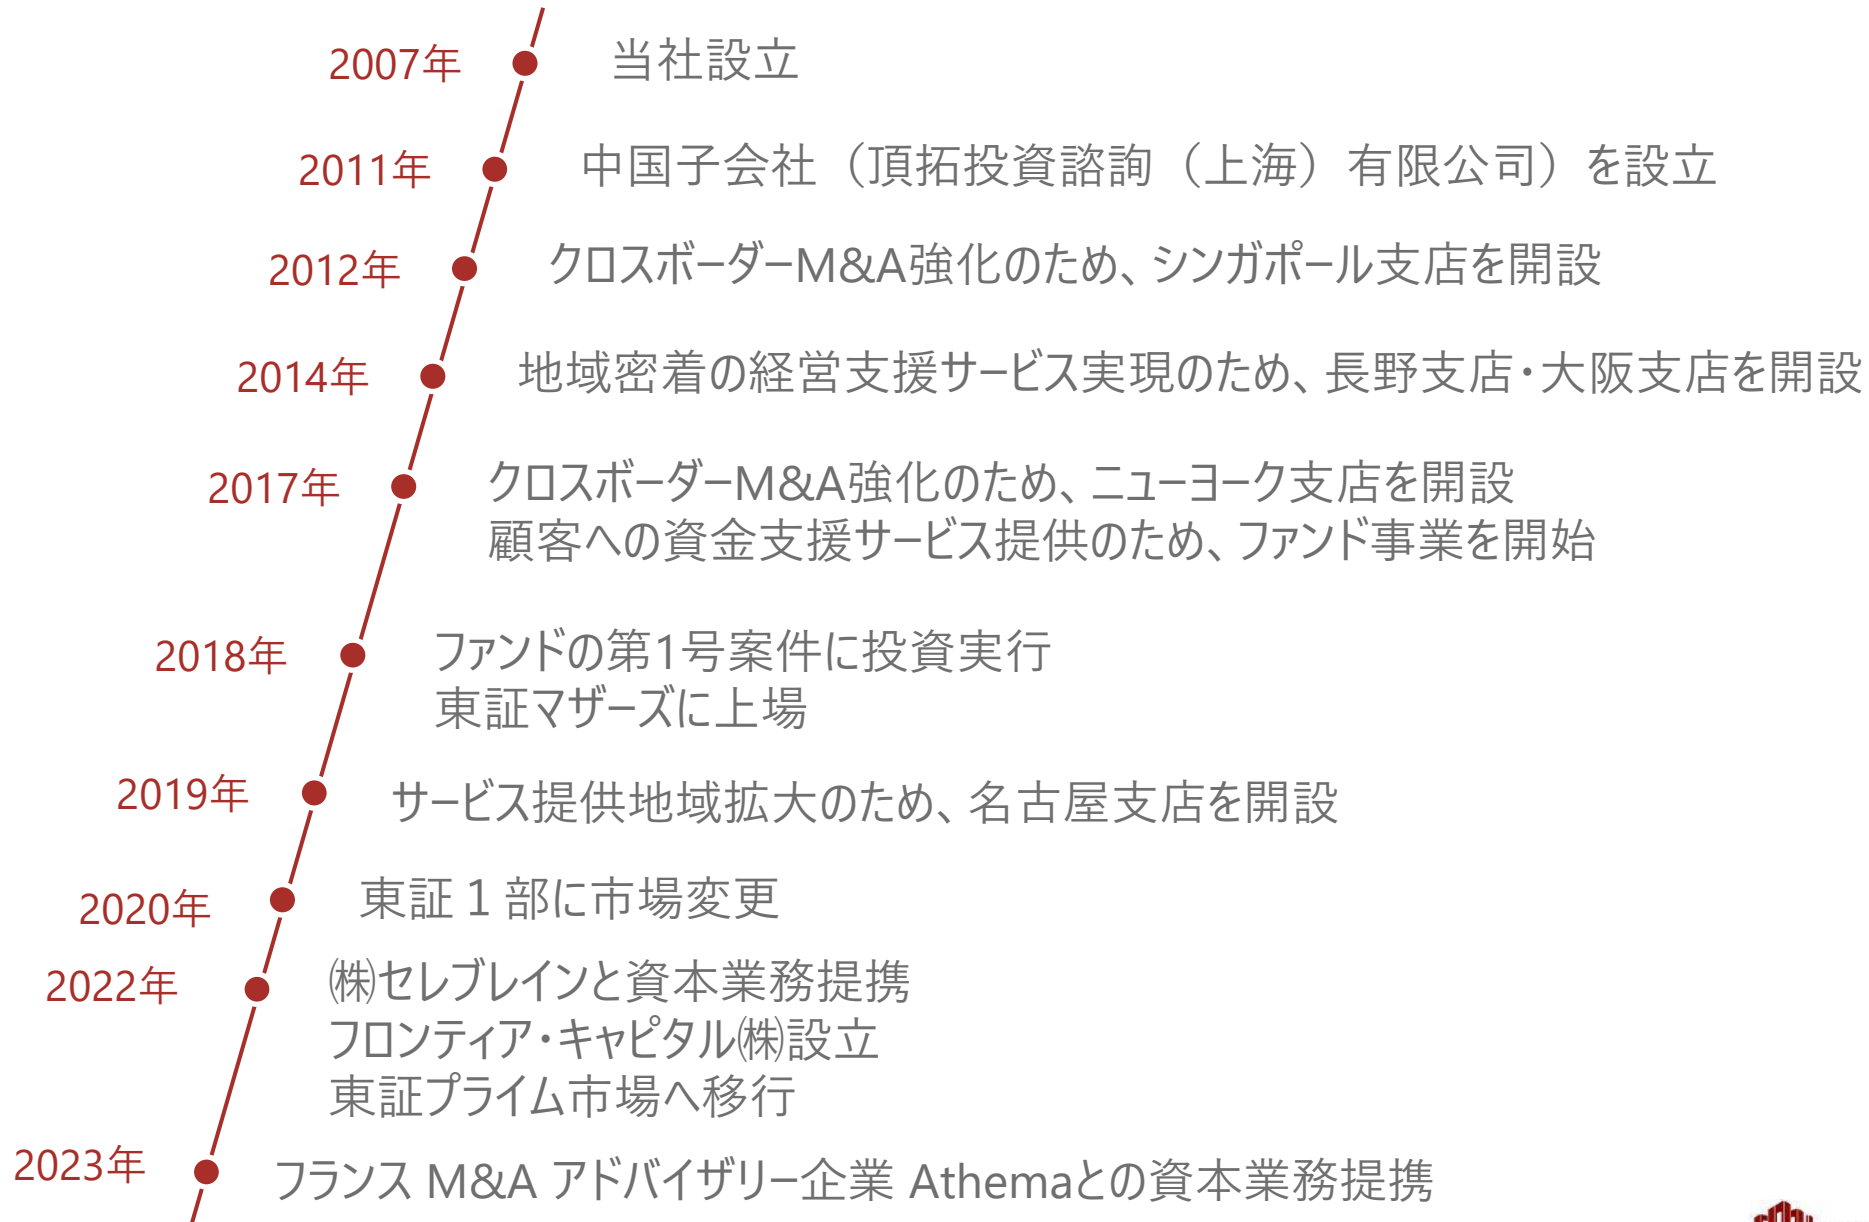 2007年 当社設立
2011年 中国子会社（頂拓投資諮詢（上海）有限公司）を設立
2012年 クロスボーダーM&A強化のため、シンガポール支店を開設
2014年 地域密着の経営支援サービス実現のため、長野支店・大阪支店を開設
2017年 クロスボーダーM&A強化のため、ニューヨーク支店を開設
顧客への資金支援サービス提供のため、ファンド事業を開始
2018年 ファンドの第1号案件に投資実行
東証マザーズに上場
2019年 サービス提供地域拡大のため、名古屋支店を開設
2020年 東証１部に市場変更
2022年 ㈱セレブレインと資本業務提携
フロンティア・キャピタル㈱設立
東証プライム市場へ移行
2023年 フランス M&A アドバイザリー企業 Athemaとの資本業務提携